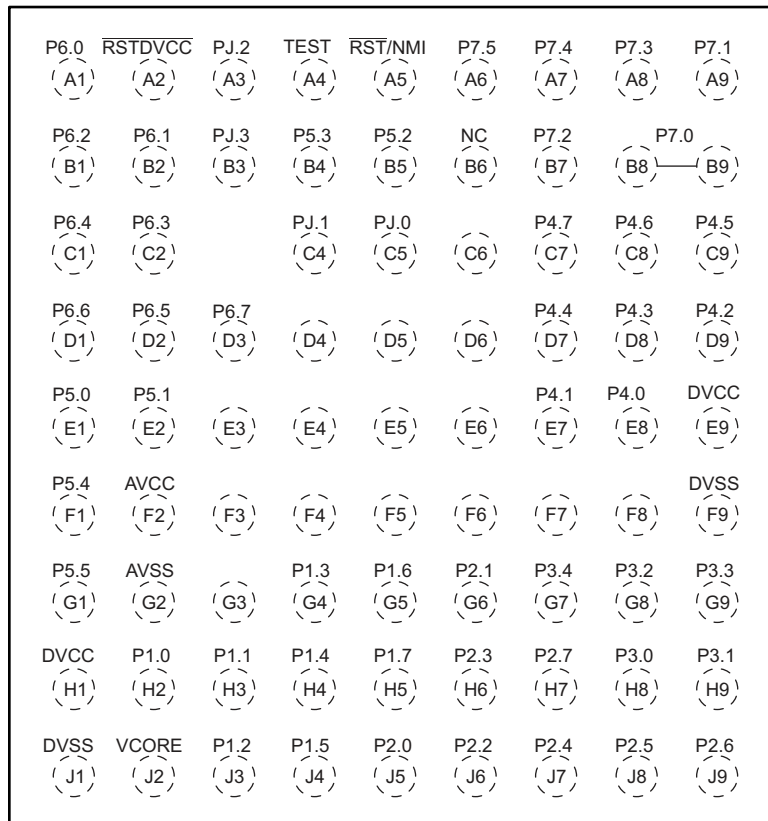 P6.0 RSTDVCC PJ.2 TEST RST/NMI P7.5 P7.4 P7.3 P7.1
A1 A2 A3 A4 A5 A6 A7 A8 A9
P6.2 P6.1 PJ.3 P5.3 P5.2 NC P7.2 P7.0
B1 B2 B3 B4 B5 B6 B7 B8 B9
P6.4 P6.3 PJ.1 PJ.0 P4.7 P4.6 P4.5
C1 C2 C4 C5 C6 C7 C8 C9
P6.6 P6.5 P6.7 P4.4 P4.3 P4.2
D1 D2 D3 D4 D5 D6 D7 D8 D9
P5.0 P5.1 P4.1 P4.0 DVCC
E1 E2 E3 E4 E5 E6 E7 E8 E9
P5.4 AVCC DVSS
F1 F2 F3 F4 F5 F6 F7 F8 F9
P5.5 AVSS P1.3 P1.6 P2.1 P3.4 P3.2 P3.3
G1 G2 G3 G4 G5 G6 G7 G8 G9
DVCC P1.0 P1.1 P1.4 P1.7 P2.3 P2.7 P3.0 P3.1
H1 H2 H3 H4 H5 H6 H7 H8 H9
DVSS VCORE P1.2 P1.5 P2.0 P2.2 P2.4 P2.5 P2.6
J1 J2 J3 J4 J5 J6 J7 J8 J9